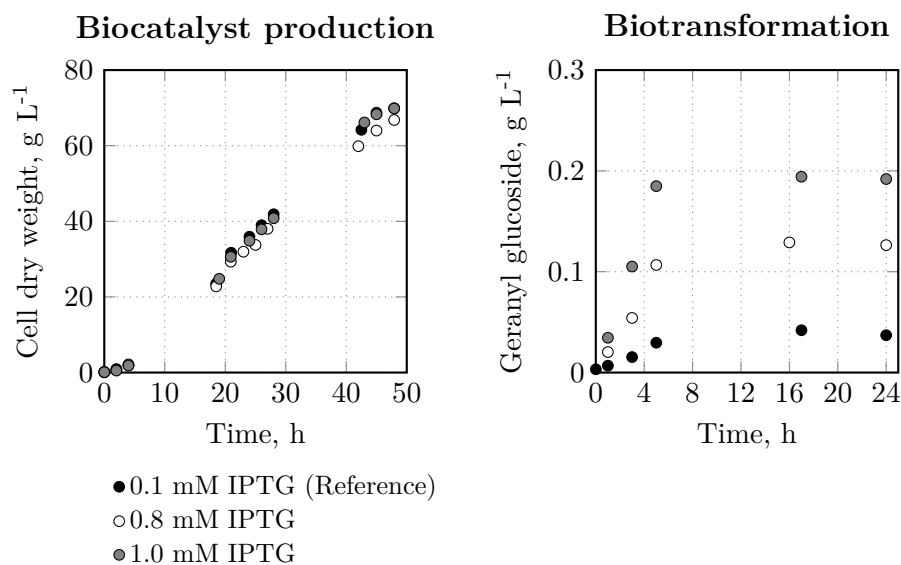 Biocatalyst production
80
60
40
20
0
0 10 20 30 40 50
Cell dry weight, g L-1
Time, h
Biotransformation
0.3
0.2
0.1
0
0 4 8 12 16 20 24
Geranyl glucoside, g L-1
Time, h
0.1 mM IPTG (Reference)
0.8 mM IPTG
1.0 mM IPTG